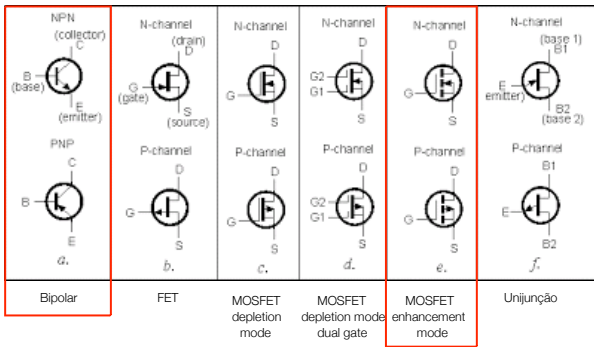 NPN
(collector)
C
B
(base)
E
(emitter)
PNP
C
B
E
a.
Bipolar
N-channel
(drain)
D
G
(gate)
S
(source)
P-channel
D
G
S
b.
FET
N-channel
D
G
S
P-channel
D
G
S
c.
MOSFET
depletion
mode
N-channel
D
G2
G1
S
P-channel
D
G2
G1
S
d.
MOSFET
depletion mode
dual gate
N-channel
D
G
S
P-channel
D
G
S
e.
MOSFET
enhancement
mode
N-channel
(base 1)
B1
E
emitter)
B2
(base 2)
P-channel
B1
E
B2
f.
Unijunção